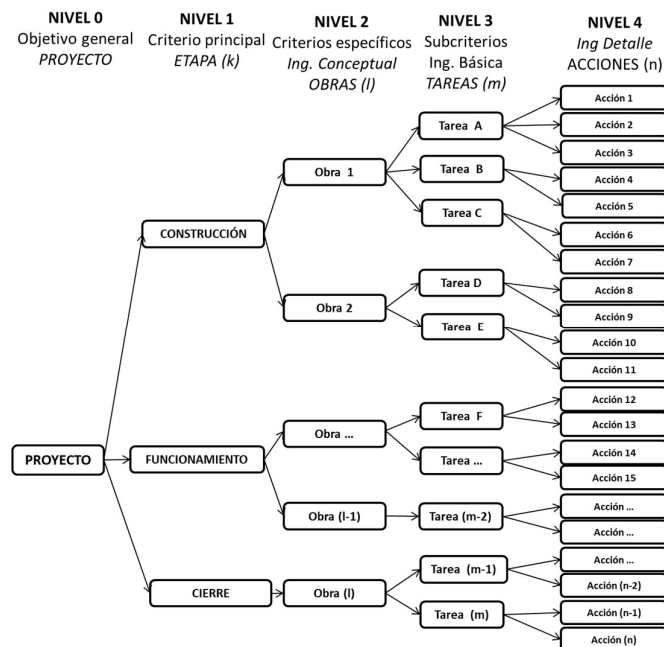 NIVEL 0
Objetivo general
PROYECTO
NIVEL 1
Criterio principal
ETAPA (k)
NIVEL 2
Criterios específicos
Ing. Conceptual
OBRAS (l)
NIVEL 3
Subcriterios
Ing. Básica
TAREAS (m)
NIVEL 4
Ing Detalle
ACCIONES (n)
PROYECTO
CONSTRUCCIÓN
FUNCIONAMIENTO
CIERRE
Obra 1
Obra 2
Obra ...
Obra (l-1)
Obra (l)
Tarea A
Tarea B
Tarea C
Tarea D
Tarea E
Tarea F
Tarea ...
Tarea (m-2)
Tarea (m-1)
Tarea (m)
Acción 1
Acción 2
Acción 3
Acción 4
Acción 5
Acción 6
Acción 7
Acción 8
Acción 9
Acción 10
Acción 11
Acción 12
Acción 13
Acción 14
Acción 15
Acción ...
Acción ...
Acción ...
Acción (n-2)
Acción (n-1)
Acción (n)